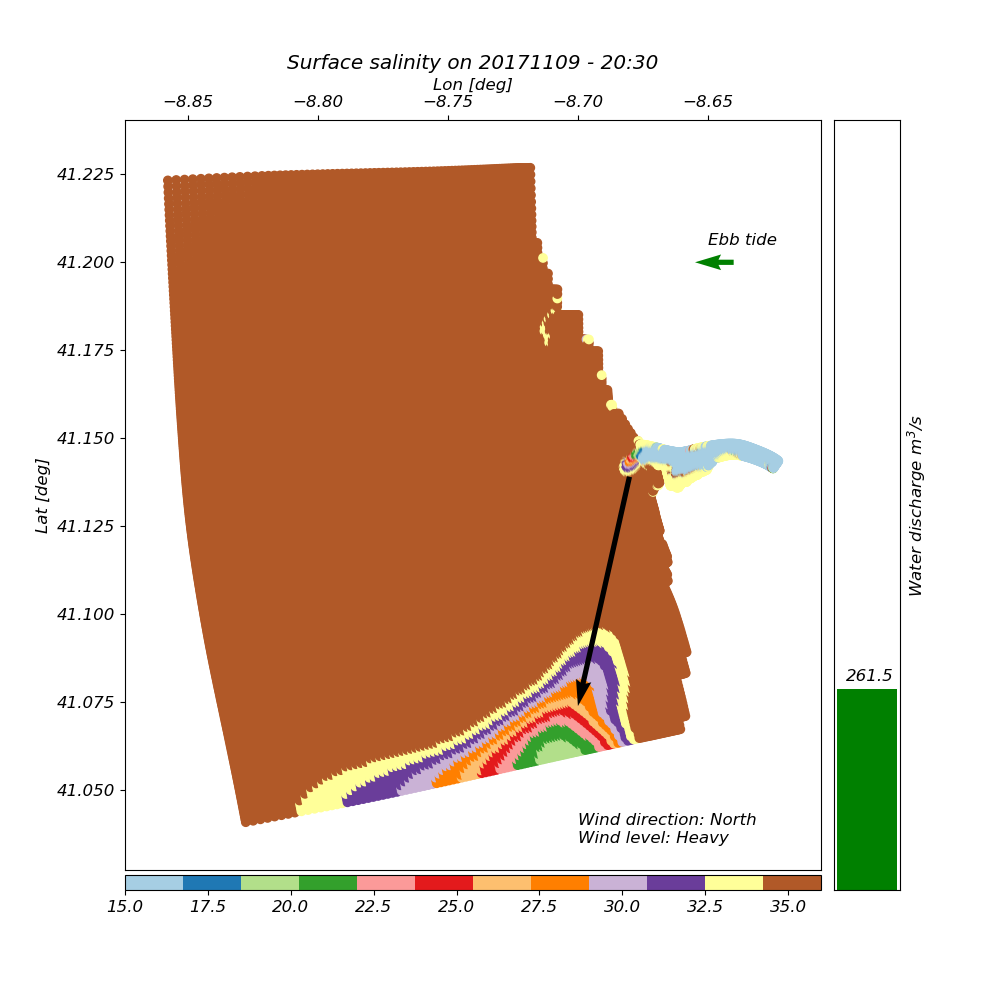 Surface salinity on 20171109 - 20:30
Lon [deg]
−8.85 −8.80 −8.75 −8.70 −8.65
41.225
41.200
41.175
41.150
41.125
41.100
41.075
41.050
Lat [deg]
Ebb tide
Wind direction: North
Wind level: Heavy
261.5
Water discharge m³/s
15.0 17.5 20.0 22.5 25.0 27.5 30.0 32.5 35.0